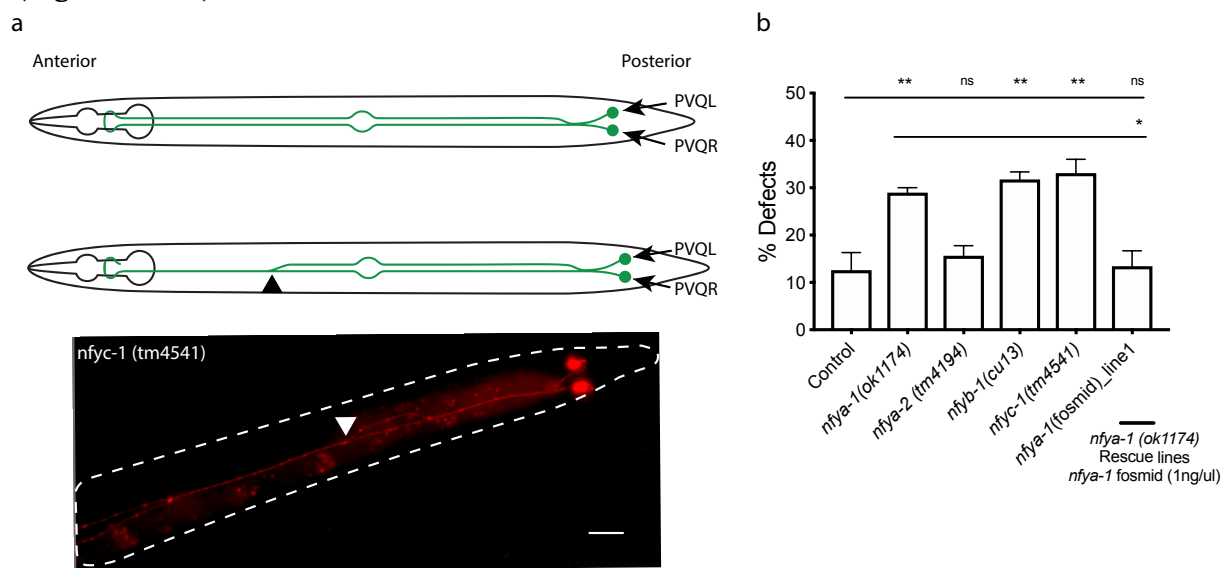 a
Anterior
Posterior
PVQL
PVQR
PVQL
PVQR
nfyc-1 (tm4541)
b
** ns ** ** ns
*
% Defects
50
40
30
20
10
0
Control
nfya-1(ok1174)
nfya-2 (tm4194)
nfyb-1(cu13)
nfyc-1(tm4541)
nfya-1(fosmid)_line1
nfya-1 (ok1174)
Rescue lines
nfya-1 fosmid (1ng/ul)